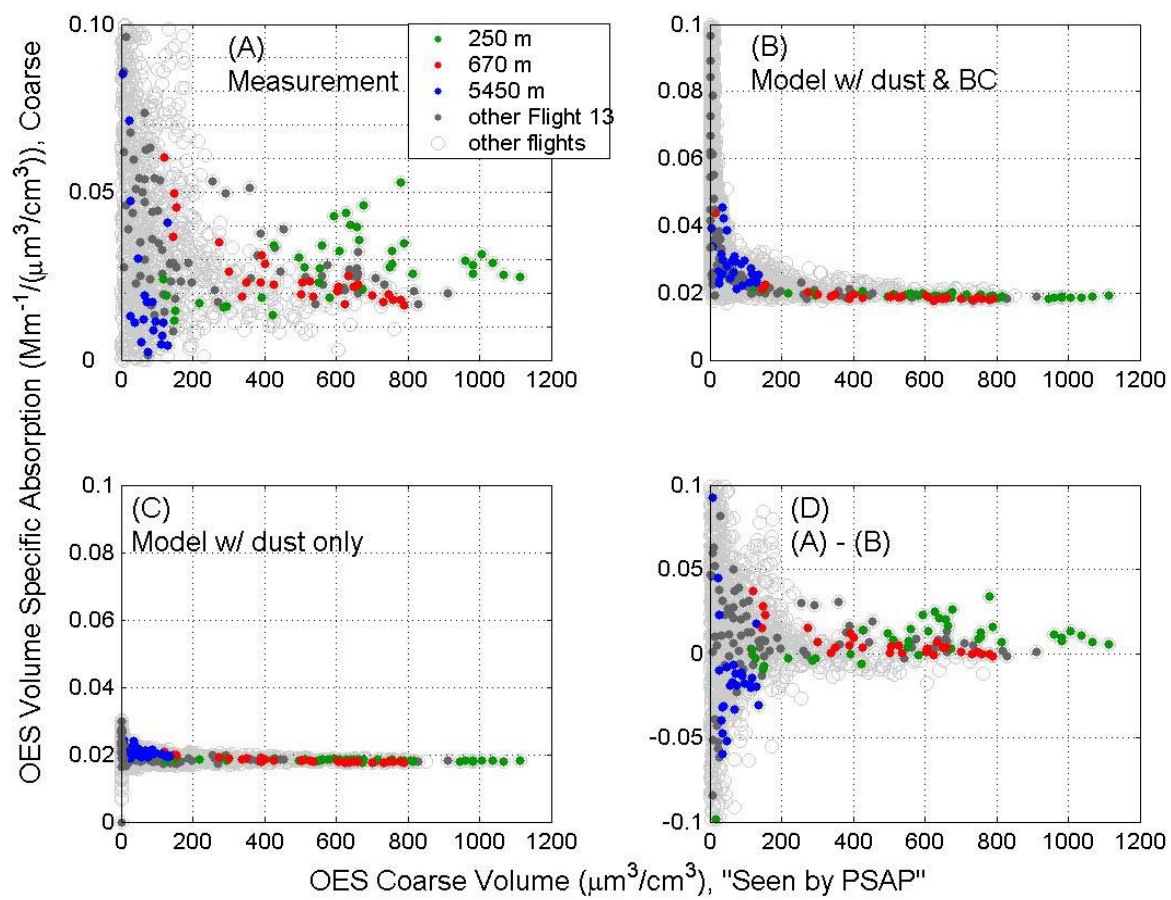 OES Volume Specific Absorption (Mm⁻¹/(μm³/cm³)), Coarse
0.10
0.05
0
(A)
Measurement
250 m
670 m
5450 m
other Flight 13
other flights
0 200 400 600 800 1000 1200
0.1
0.08
0.06
0.04
0.02
0
(B)
Model w/ dust & BC
0 200 400 600 800 1000 1200
0.1
0.08
0.06
0.04
0.02
0
(C)
Model w/ dust only
0 200 400 600 800 1000 1200
0.1
0.05
0
-0.05
-0.1
(D)
(A) - (B)
0 200 400 600 800 1000 1200
OES Coarse Volume (μm³/cm³), "Seen by PSAP"